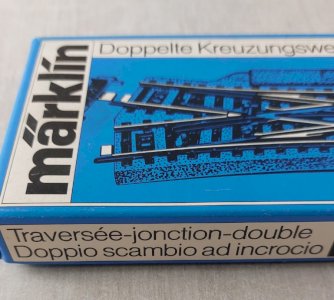 märklin
Doppelte Kreuzungswe
Traversée-jonction-double
Doppio scambio ad incrocio